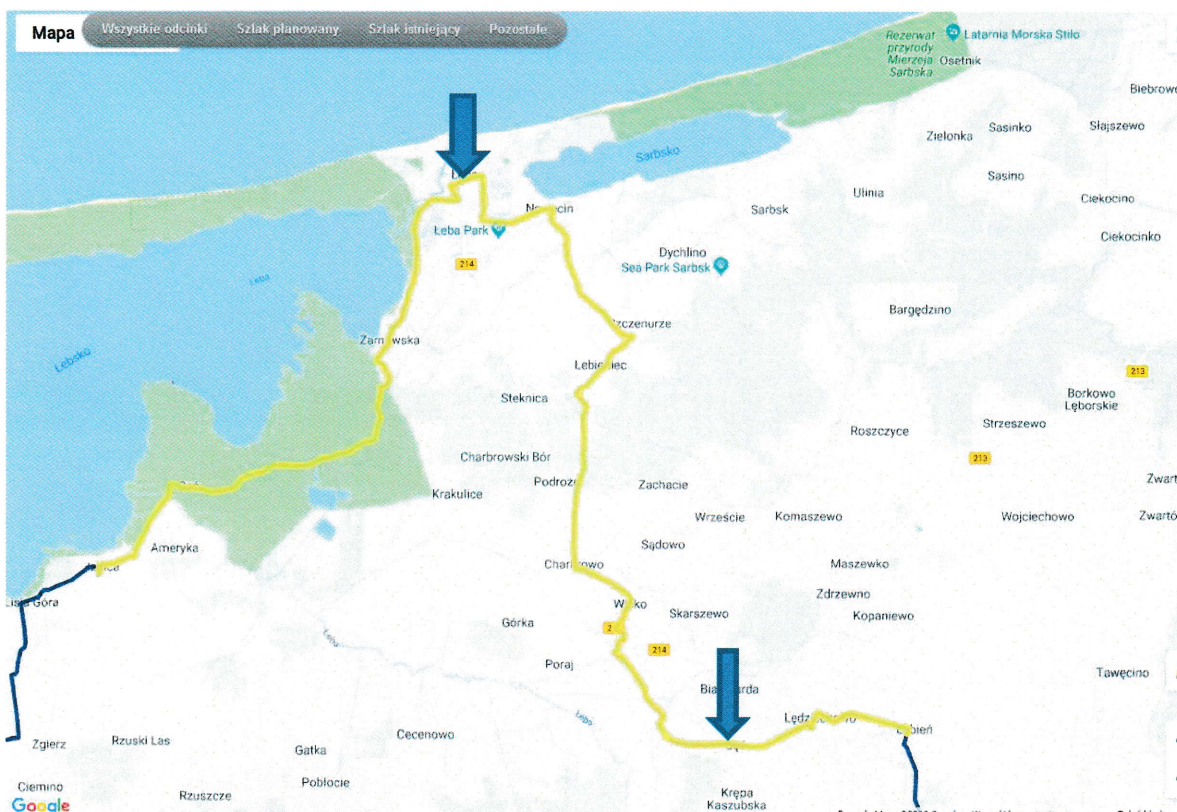 Mapa
Wszystkie odcinki
Szlak planowany
Szlak istniejący
Pozostałe
Rezerwat
przyrody
Mierzeja
Sarbska
Latarnia Morska Stilo
Osetnik
Biebrowo
Zielonka
Sasinko
Słajszewo
Sarbsko
Sasino
Ulinia
Ciekocino
Sarbsk
Ciekocinko
Łeba Park
Dychlino
Sea Park Sarbsk
214
Łeba
Bargędzino
Łebsko
213
Borkowo
Lęborskie
Steknica
Strzeszewo
Roszczyce
213
Charbrowski Bór
Krakulice
Zachacie
Wrzeście
Komaszewo
Wojciechowo
Ameryka
Sądowo
Maszewko
Zdrzewno
Kopaniewo
Górka
Skarszewo
Łeba
214
Poraj
Tawęcino
Łeba
Cecenowo
Zgierz
Rzuski Las
Gatka
Pobłocie
Ciemino
Rzuszcze
Krępa
Kaszubska
Google